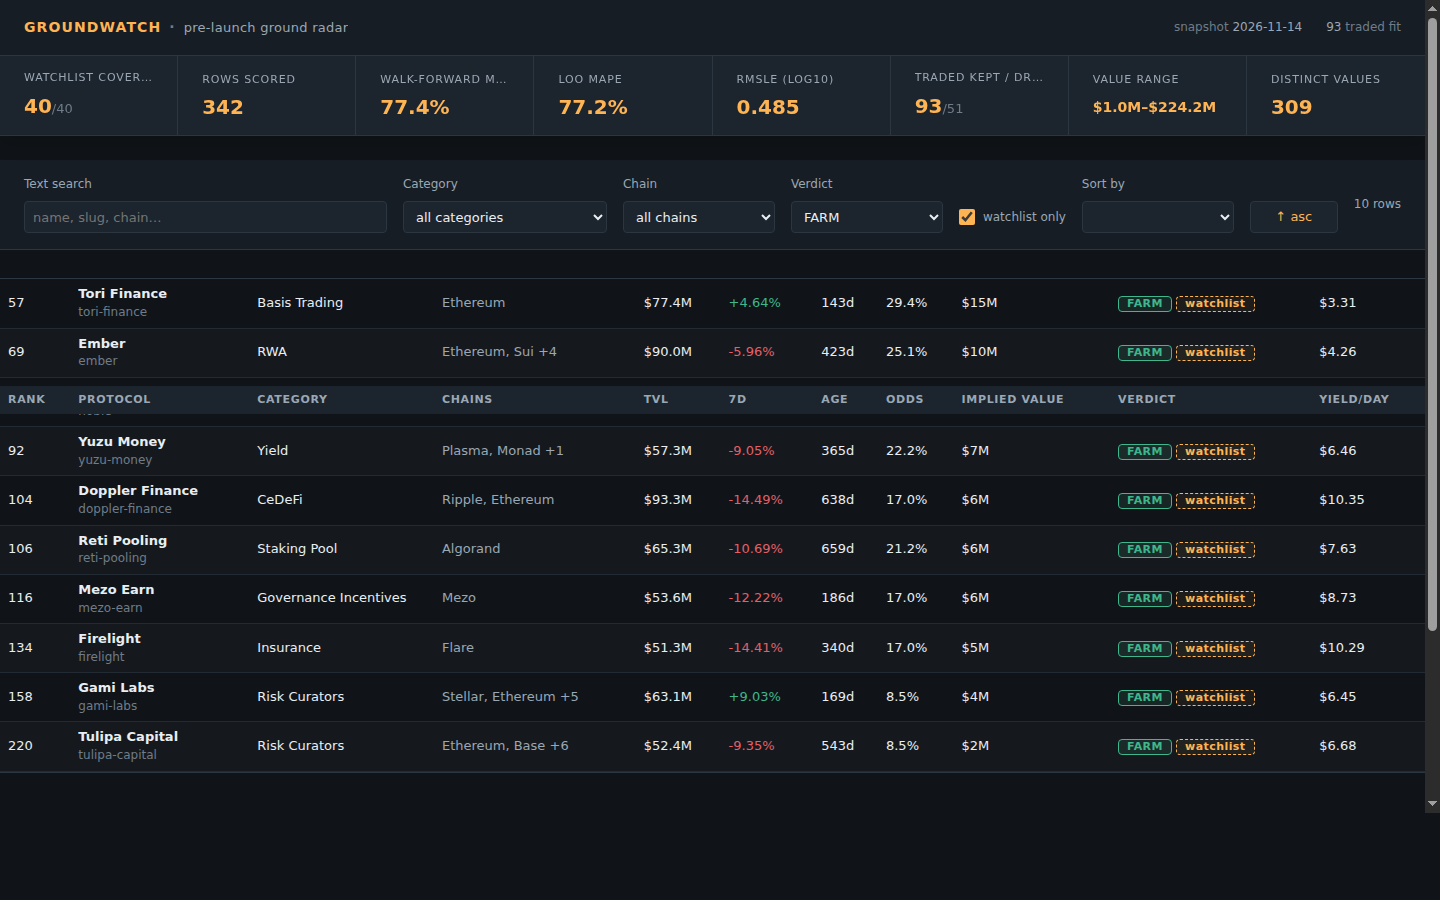 GROUNDWATCH · pre-launch ground radar
snapshot 2026-11-14 93 traded fit
WATCHLIST COVER… ROWS SCORED WALK-FORWARD M… LOO MAPE RMSLE (LOG10) TRADED KEPT / DR… VALUE RANGE DISTINCT VALUES
40/40 342 77.4% 77.2% 0.485 93/51 $1.0M–$224.2M 309
Text search Category Chain Verdict Sort by
name, slug, chain… all categories all chains FARM watchlist only ↑ asc 10 rows
57 Tori Finance Basis Trading Ethereum $77.4M +4.64% 143d 29.4% $15M FARM watchlist $3.31
tori-finance
69 Ember RWA Ethereum, Sui +4 $90.0M -5.96% 423d 25.1% $10M FARM watchlist $4.26
ember
RANK PROTOCOL CATEGORY CHAINS TVL 7D AGE ODDS IMPLIED VALUE VERDICT YIELD/DAY
92 Yuzu Money Yield Plasma, Monad +1 $57.3M -9.05% 365d 22.2% $7M FARM watchlist $6.46
yuzu-money
104 Doppler Finance CeDeFi Ripple, Ethereum $93.3M -14.49% 638d 17.0% $6M FARM watchlist $10.35
doppler-finance
106 Reti Pooling Staking Pool Algorand $65.3M -10.69% 659d 21.2% $6M FARM watchlist $7.63
reti-pooling
116 Mezo Earn Governance Incentives Mezo $53.6M -12.22% 186d 17.0% $6M FARM watchlist $8.73
mezo-earn
134 Firelight Insurance Flare $51.3M -14.41% 340d 17.0% $5M FARM watchlist $10.29
firelight
158 Gami Labs Risk Curators Stellar, Ethereum +5 $63.1M +9.03% 169d 8.5% $4M FARM watchlist $6.45
gami-labs
220 Tulipa Capital Risk Curators Ethereum, Base +6 $52.4M -9.35% 543d 8.5% $2M FARM watchlist $6.68
tulipa-capital